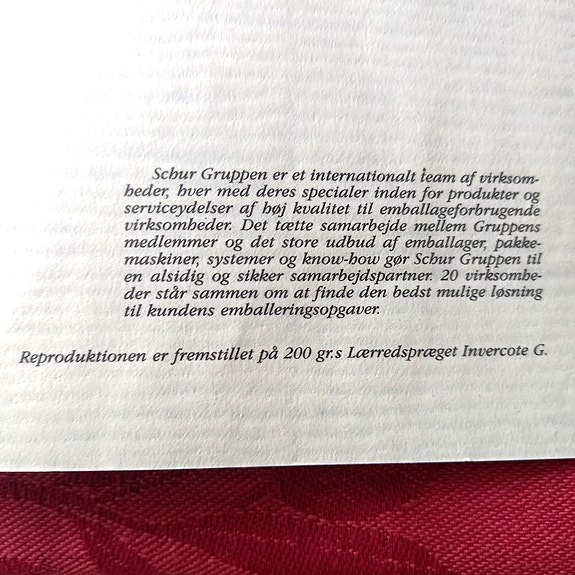 Schur Gruppen er et internationalt team af virksom-
heder, hver med deres specialer inden for produkter og
serviceydelser af høj kvalitet til emballageforbrugende
virksomheder. Det tætte samarbejde mellem Gruppens
medlemmer og det store udbud af emballager, pakke-
maskiner, systemer og know-how gør Schur Gruppen til
en alsidig og sikker samarbejdspartner. 20 virksomhe-
der står sammen om at finde den bedst mulige løsning
til kundens emballeringsopgaver.
Reproduktionen er fremstillet på 200 gr.s Lærredspræget Invercote G.